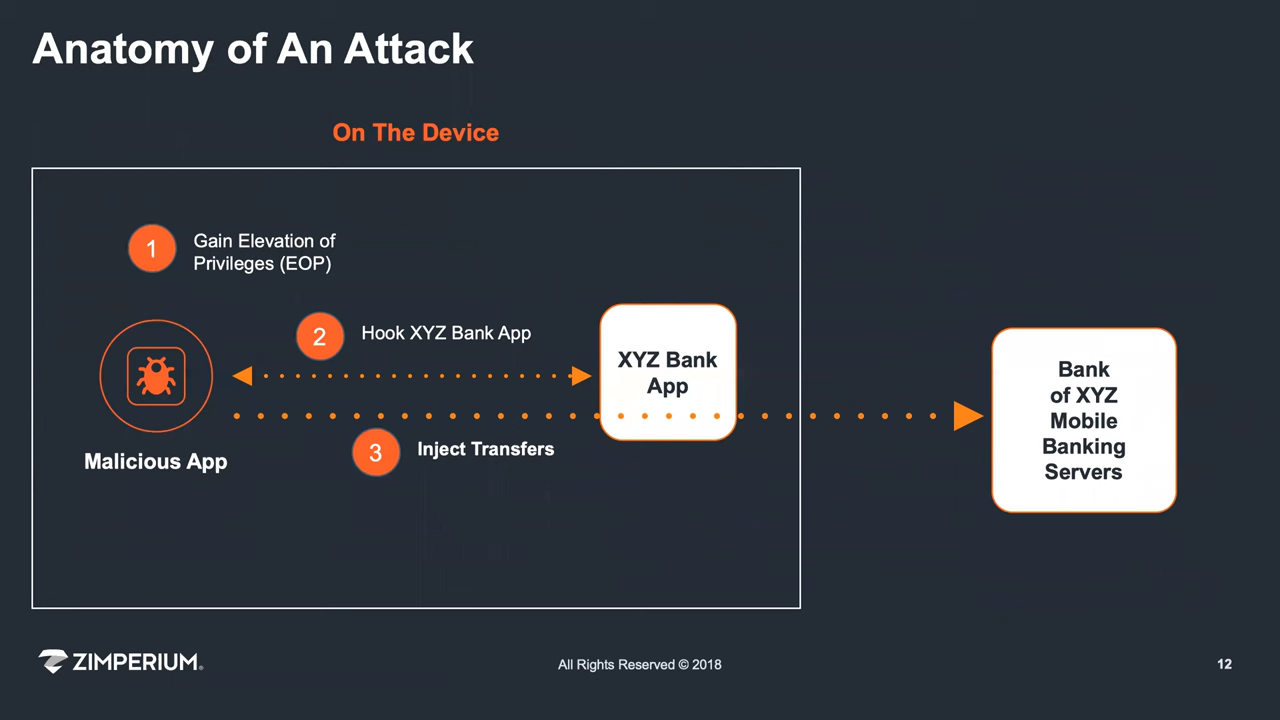 Anatomy of An Attack
On The Device
1
Gain Elevation of
Privileges (EOP)
2
Hook XYZ Bank App
XYZ Bank
App
3
Inject Transfers
Malicious App
Bank
of XYZ
Mobile
Banking
Servers
ZIMPERIUM.
All Rights Reserved © 2018
12